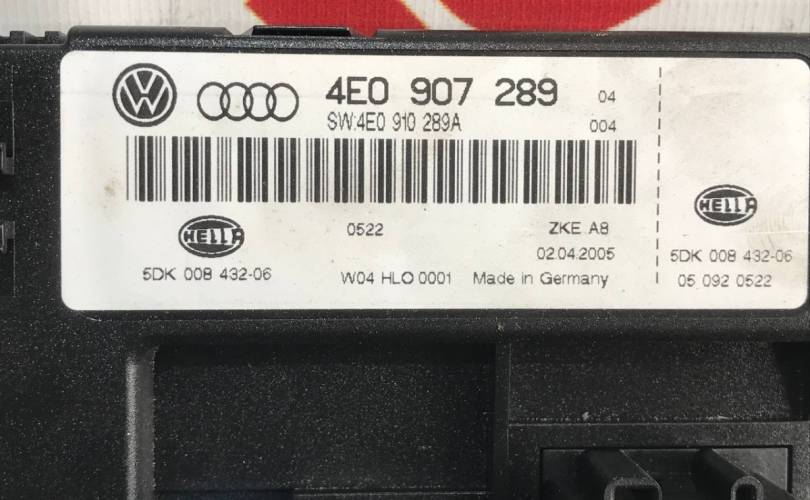 VW
4E0 907 289 04
SW:4E0 910 289A 004
HELLA
0522 ZKE A8
02.04.2005
5DK 008 432-06 W04 HLO 0001 Made in Germany
HELLA
5DK 008 432-06
05 092 0522